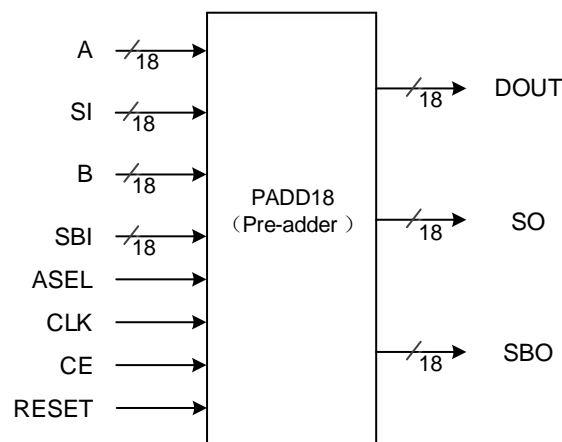 A
18
SI
18
B
18
SBI
18
ASEL
CLK
CE
RESET
PADD18
（Pre-adder ）
18
DOUT
18
SO
18
SBO